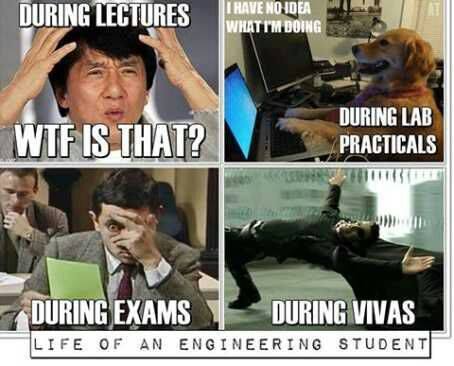 DURING LECTURES
WTF IS THAT?
I HAVE NO IDEA
WHAT I'M DOING
AT
DURING LAB
PRACTICALS
DURING EXAMS
DURING VIVAS
LIFE OF AN ENGINEERING STUDENT